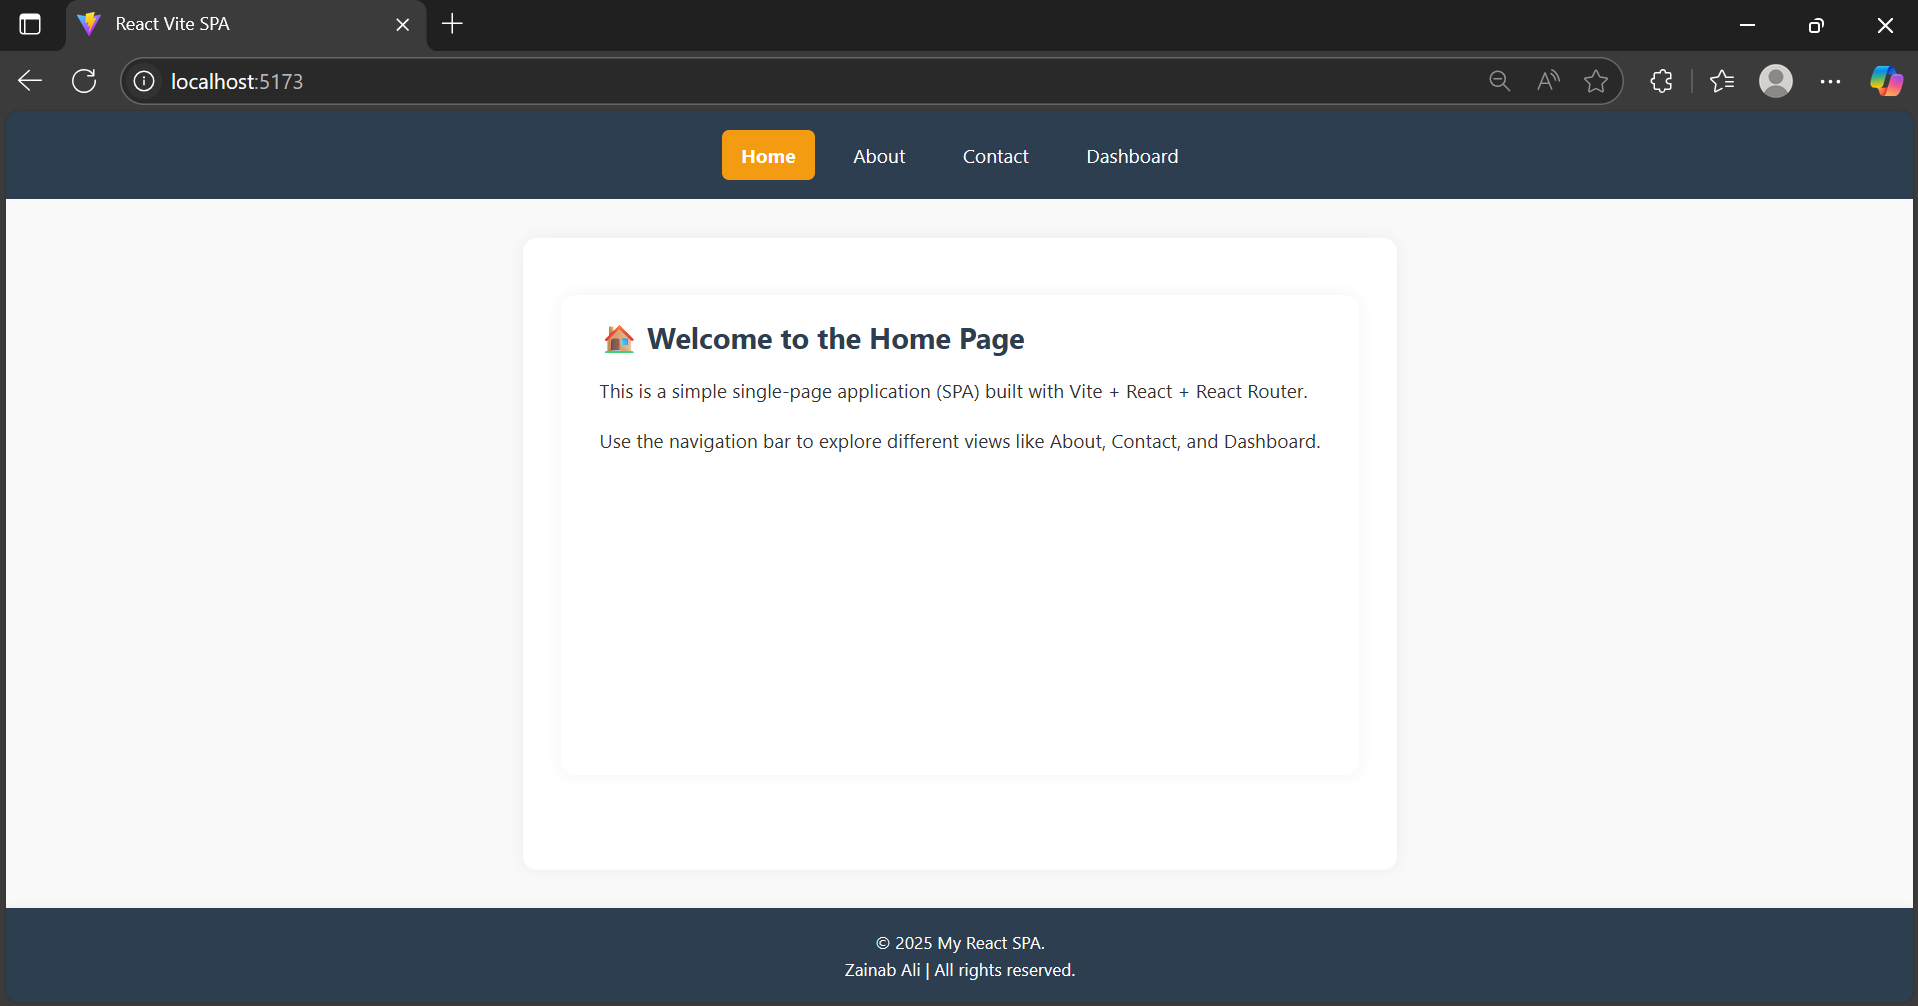 React Vite SPA
localhost:5173
Home About Contact Dashboard
🏠 Welcome to the Home Page
This is a simple single-page application (SPA) built with Vite + React + React Router.
Use the navigation bar to explore different views like About, Contact, and Dashboard.
© 2025 My React SPA.
Zainab Ali | All rights reserved.